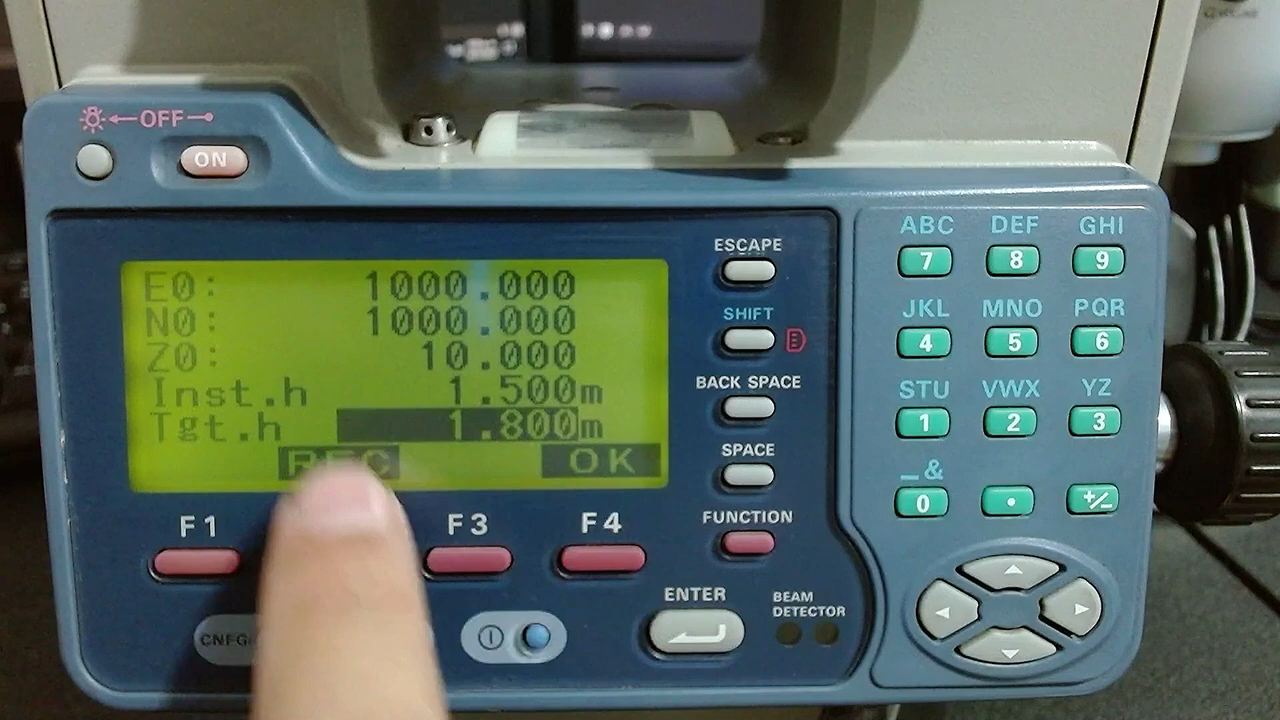 OFF
ON
E0: 1000.000
N0: 1000.000
Z0: 10.000
Inst.h 1.500m
Tgt.h 1.800m
REC OK
F1 F3 F4
CNFG
ESCAPE
SHIFT
BACK SPACE
SPACE
FUNCTION
ENTER
BEAM
DETECTOR
ABC DEF GHI
7 8 9
JKL MNO PQR
4 5 6
STU VWX YZ
1 2 3
_&
0 . +/-